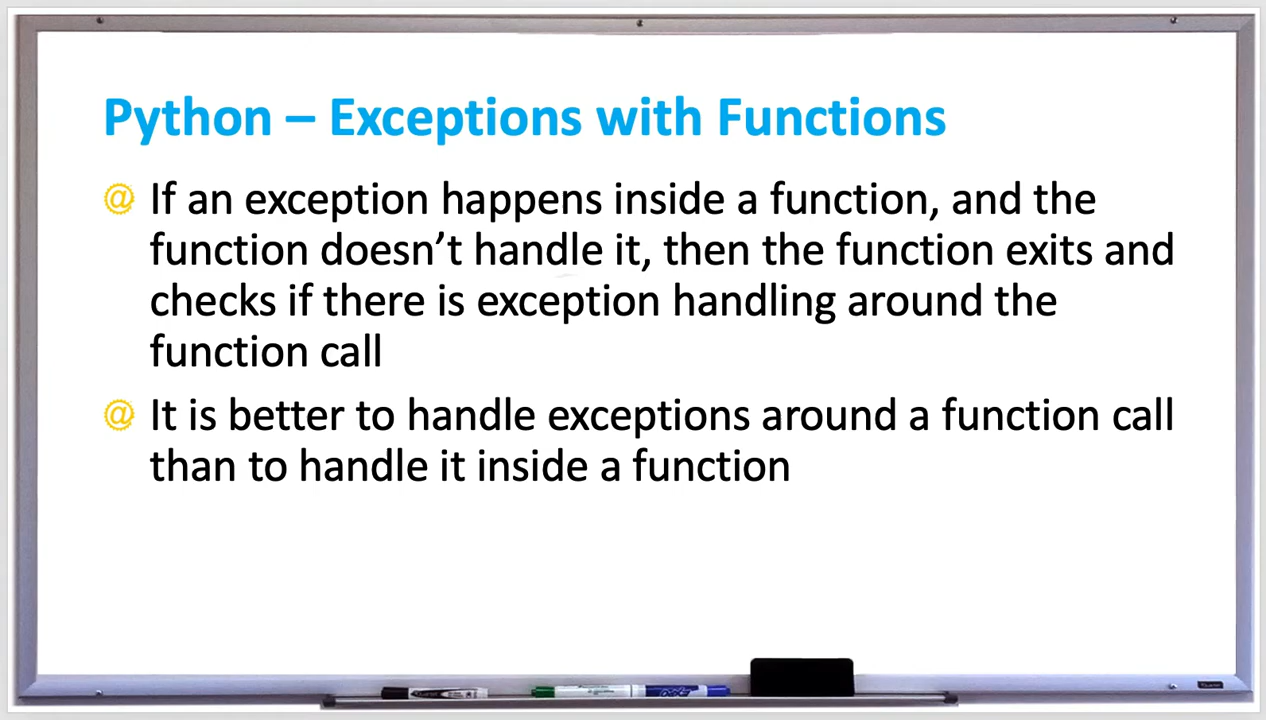 Python – Exceptions with Functions
@ If an exception happens inside a function, and the
function doesn’t handle it, then the function exits and
checks if there is exception handling around the
function call
@ It is better to handle exceptions around a function call
than to handle it inside a function